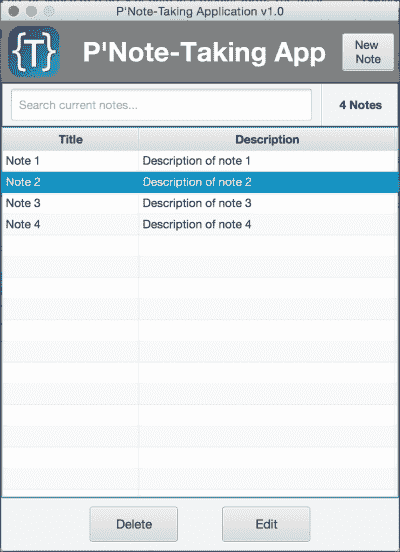 P'Note-Taking Application v1.0
{T}
P'Note-Taking App
New
Note
Search current notes...
4 Notes
Title Description
Note 1 Description of note 1
Note 2 Description of note 2
Note 3 Description of note 3
Note 4 Description of note 4
Delete Edit